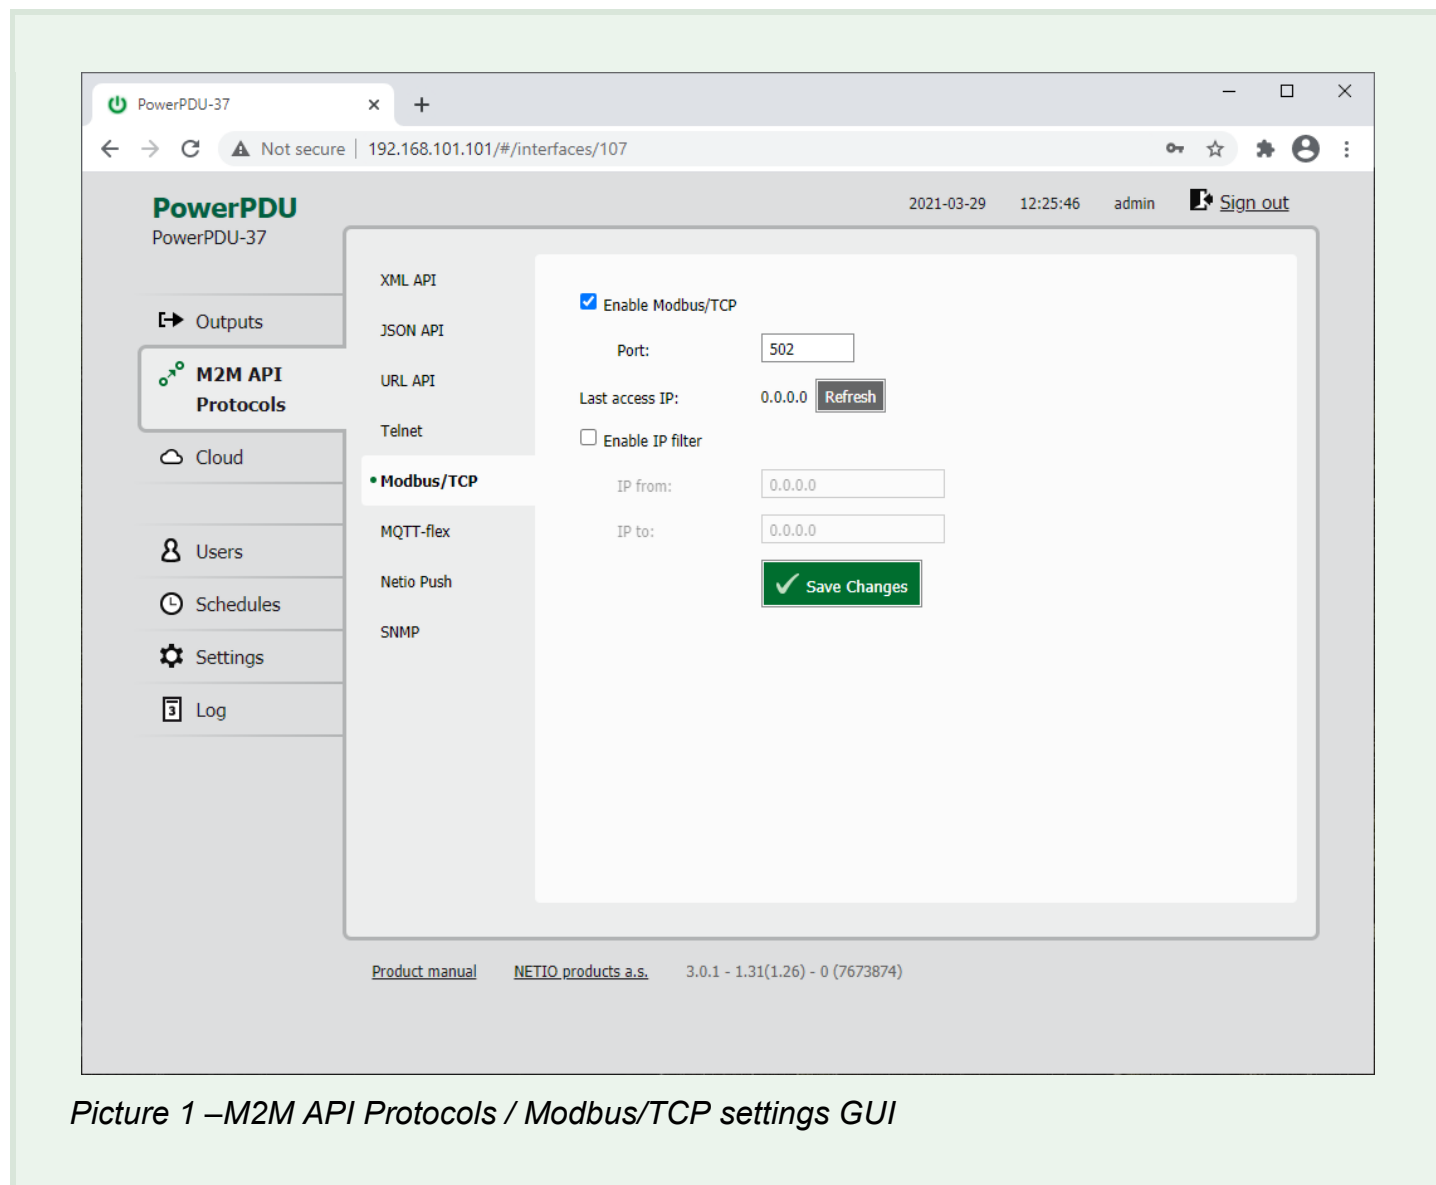 PowerPDU-37
Not secure | 192.168.101.101/#/interfaces/107
PowerPDU
PowerPDU-37
2021-03-29 12:25:46 admin Sign out
Outputs
M2M API
Protocols
Cloud
Users
Schedules
Settings
3 Log
XML API
JSON API
URL API
Telnet
•Modbus/TCP
MQTT-flex
Netio Push
SNMP
Enable Modbus/TCP
Port: 502
Last access IP: 0.0.0.0 Refresh
Enable IP filter
IP from: 0.0.0.0
IP to: 0.0.0.0
Save Changes
Product manual NETIO products a.s. 3.0.1 - 1.31(1.26) - 0 (7673874)
Picture 1 –M2M API Protocols / Modbus/TCP settings GUI